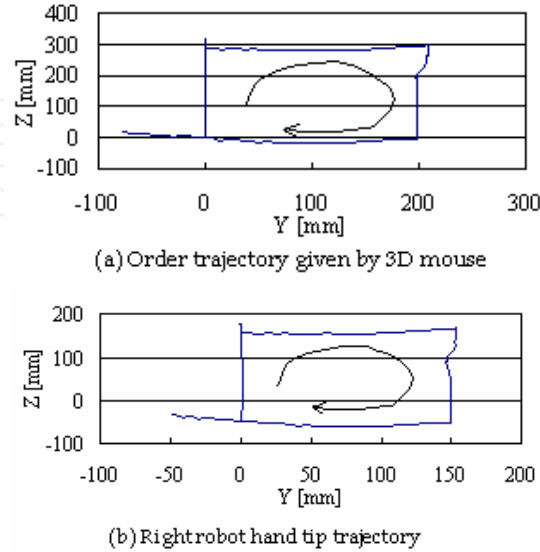 400
300
200
100
0
-100
Z [mm]
-100 0 100 200 300
Y [mm]
(a) Order trajectory given by 3D mouse
200
100
0
-100
Z [mm]
-100 -50 0 50 100 150 200
Y [mm]
(b) Right robot hand tip trajectory